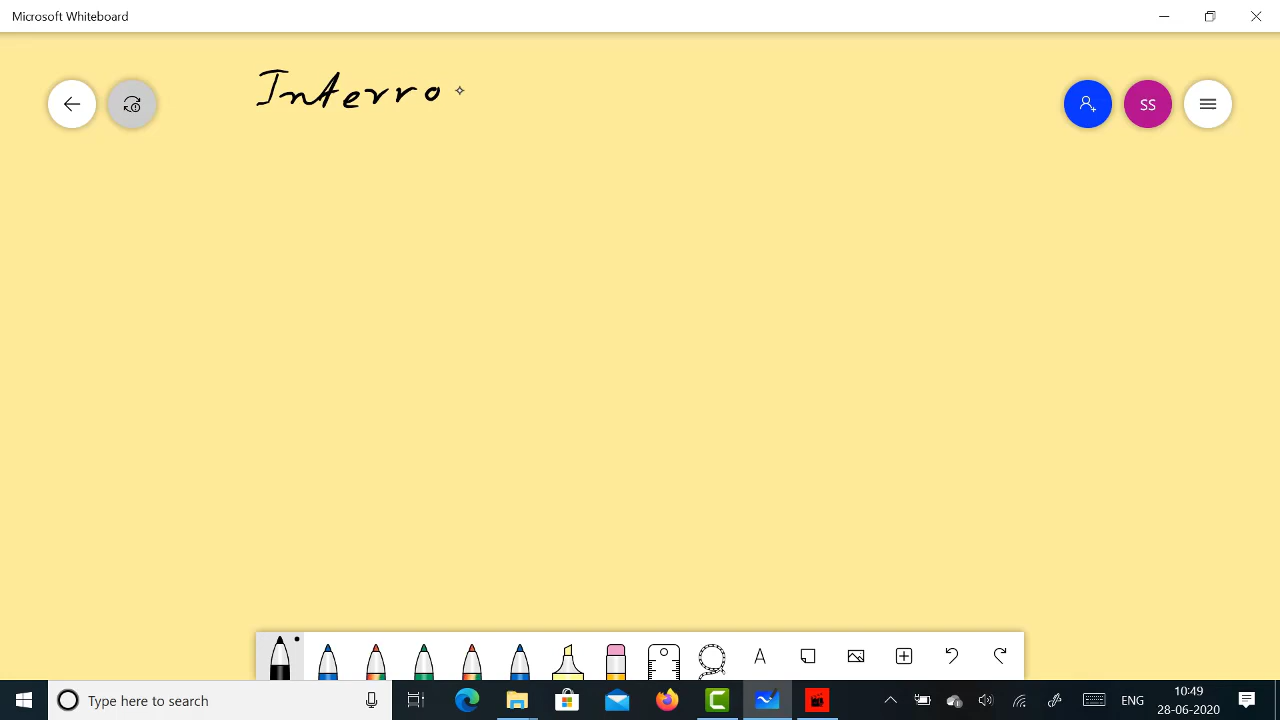 Microsoft Whiteboard
Interro
SS
A
Type here to search
ENG
10:49
28-06-2020